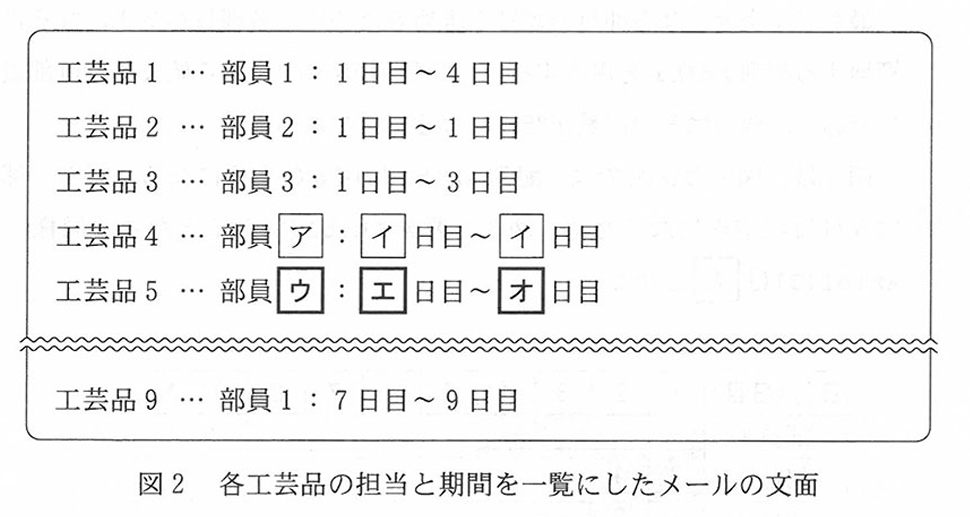 工芸品1 … 部員1：1日目～4日目
工芸品2 … 部員2：1日目～1日目
工芸品3 … 部員3：1日目～3日目
工芸品4 … 部員 ア ： イ 日目～ イ 日目
工芸品5 … 部員 ウ ： エ 日目～ オ 日目
工芸品9 … 部員1：7日目～9日目
図2 各工芸品の担当と期間を一覧にしたメールの文面